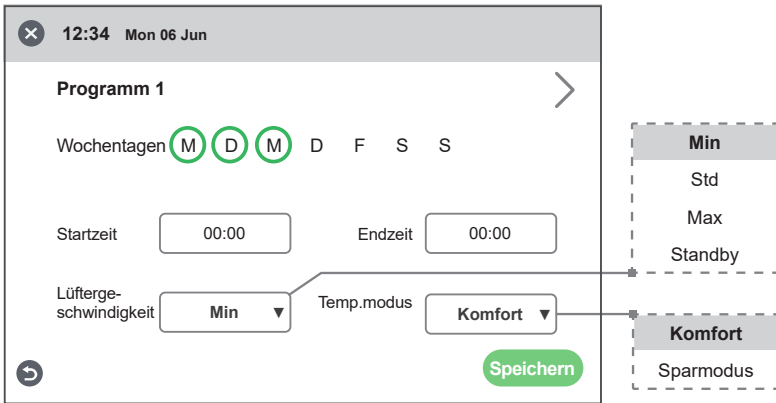 12:34 Mon 06 Jun
Programm 1
Wochentagen M D M D F S S
Startzeit 00:00 Endzeit 00:00
Lüfterge-
schwindigkeit Min Temp.modus Komfort
Speichern
Min
Std
Max
Standby
Komfort
Sparmodus